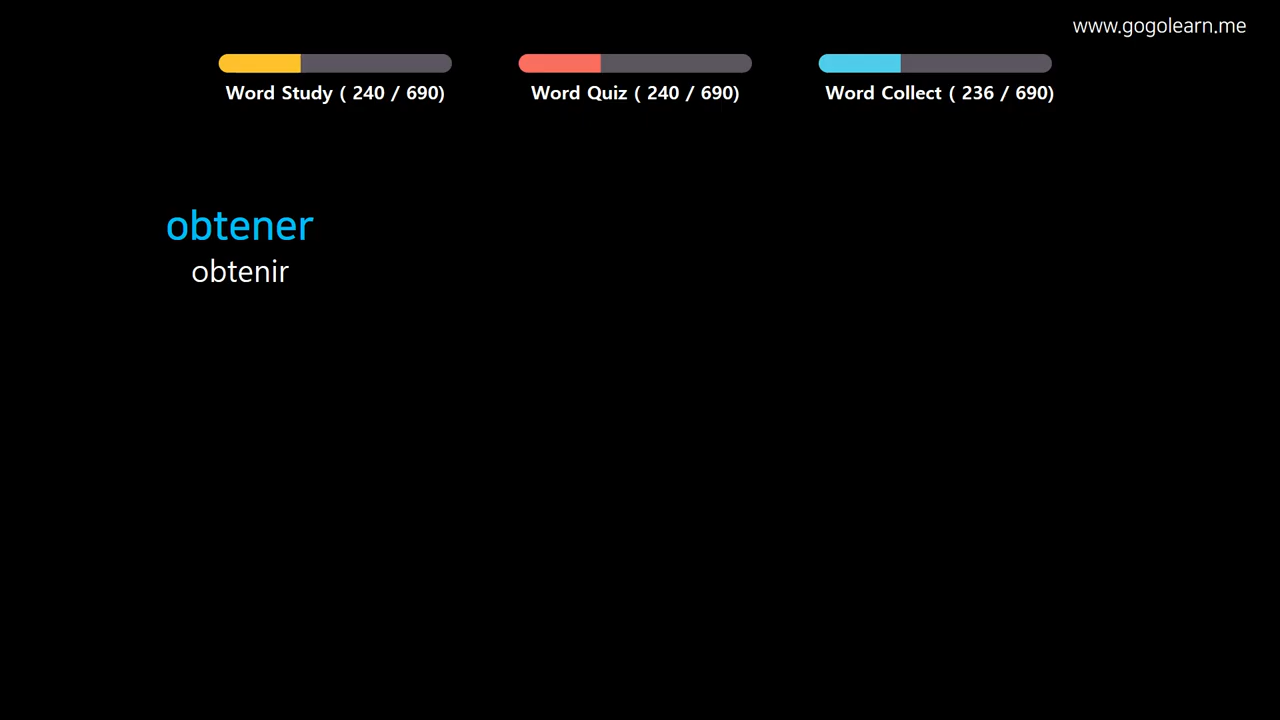 www.gogolearn.me
Word Study ( 240 / 690)
Word Quiz ( 240 / 690)
Word Collect ( 236 / 690)
obtener
obtenir